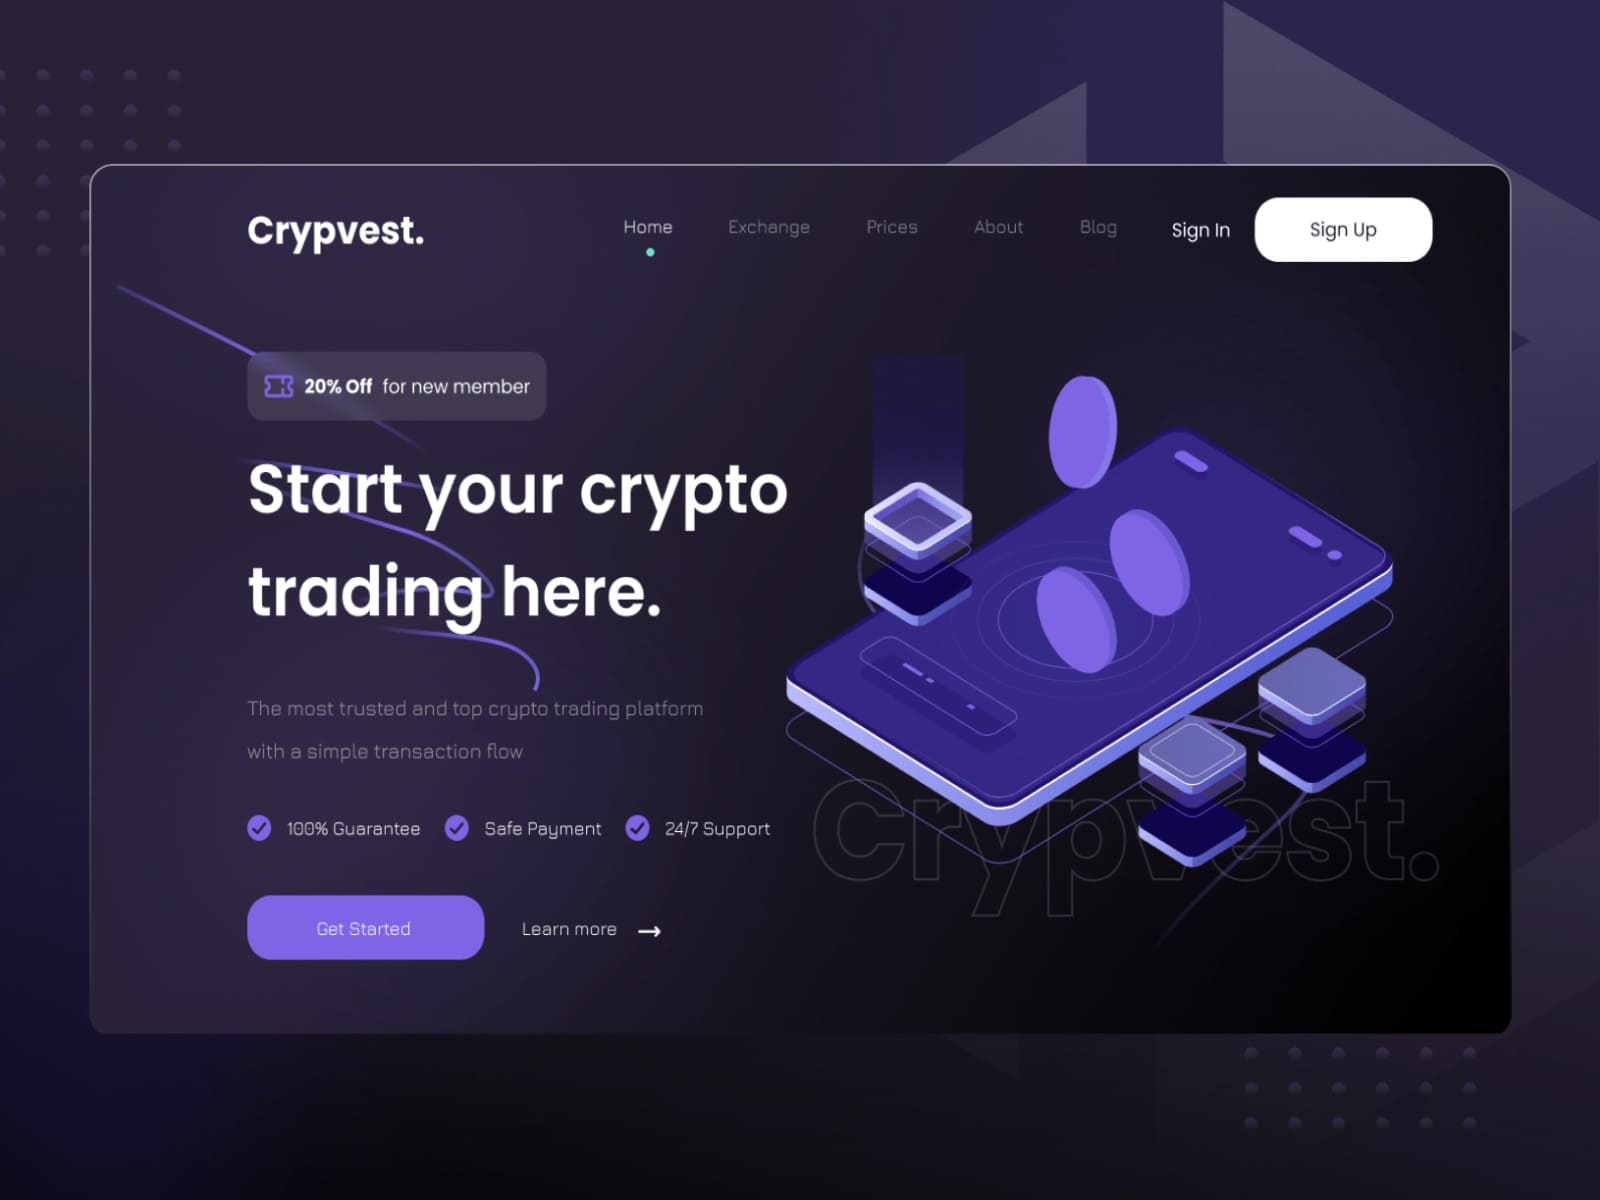 Crypvest.
Home Exchange Prices About Blog Sign In Sign Up
20% Off for new member
Start your crypto
trading here.
The most trusted and top crypto trading platform
with a simple transaction flow
100% Guarantee Safe Payment 24/7 Support
Crypvest.
Get Started Learn more →